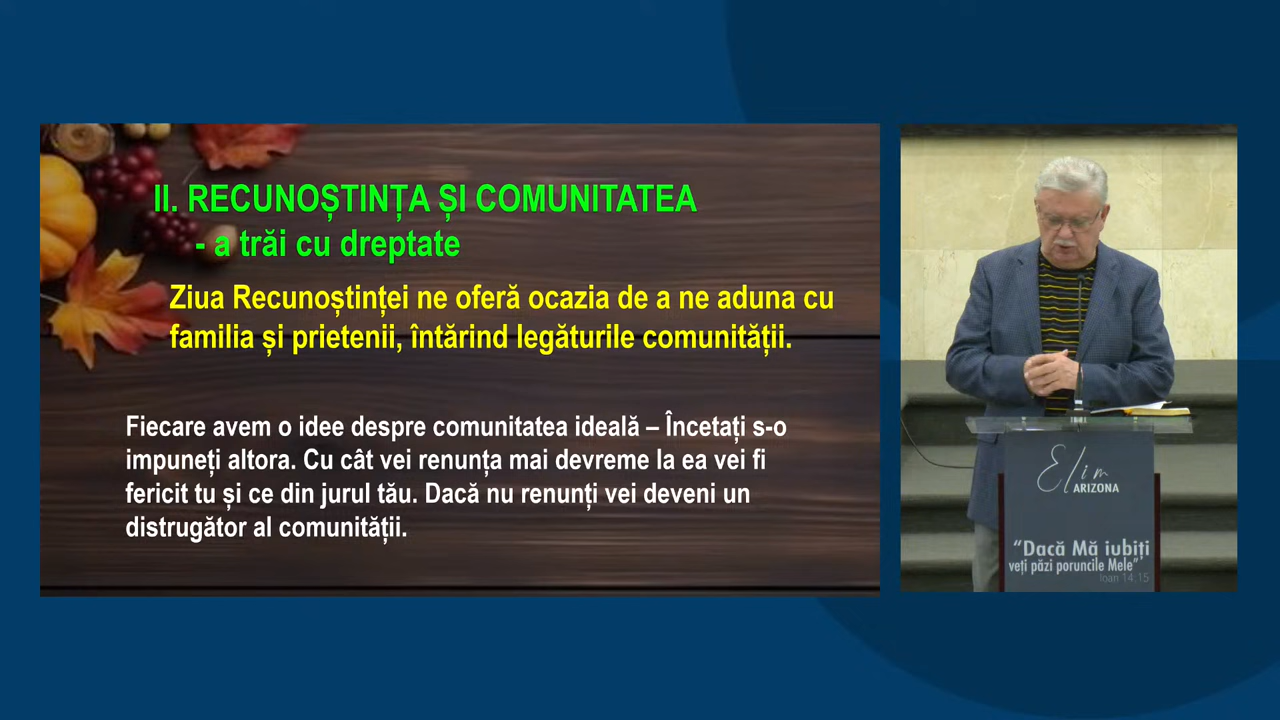 II. RECUNOȘTINȚA ȘI COMUNITATEA
- a trăi cu dreptate
Ziua Recunoștinței ne oferă ocazia de a ne aduna cu
familia și prietenii, întărind legăturile comunității.
Fiecare avem o idee despre comunitatea ideală – Încetați s-o
impuneți altora. Cu cât vei renunța mai devreme la ea vei fi
fericit tu și ce din jurul tău. Dacă nu renunți vei deveni un
distrugător al comunității.
Elim
ARIZONA
“Dacă Mă iubiți
veți păzi poruncile Mele”
Ioan 14:15